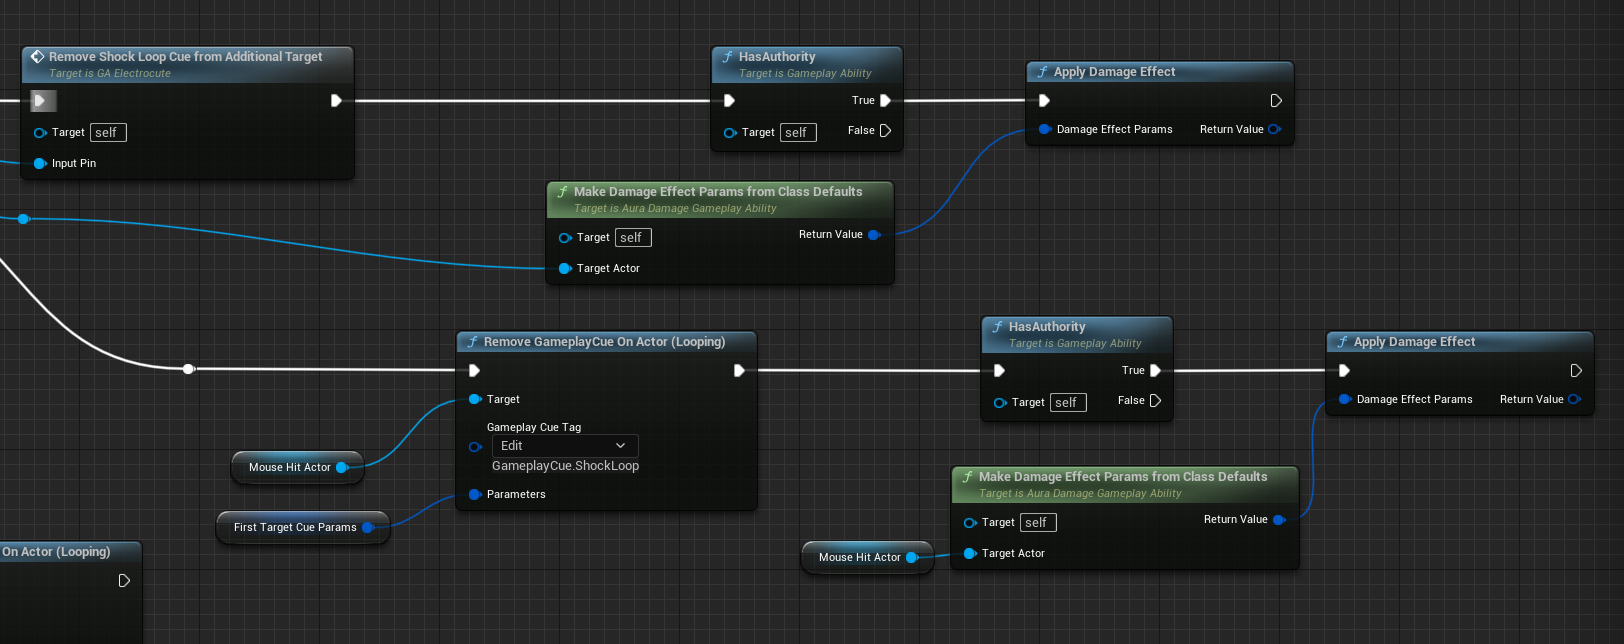 Remove Shock Loop Cue from Additional Target
Target is GA Electrocute
Target self
Input Pin
HasAuthority
Target is Gameplay Ability
True
Target self
False
Apply Damage Effect
Damage Effect Params Return Value
Make Damage Effect Params from Class Defaults
Target is Aura Damage Gameplay Ability
Target self
Return Value
Target Actor
Remove GameplayCue On Actor (Looping)
Target
Gameplay Cue Tag
Edit
GameplayCue.ShockLoop
Parameters
Mouse Hit Actor
First Target Cue Params
HasAuthority
Target is Gameplay Ability
True
Target self
False
Apply Damage Effect
Damage Effect Params Return Value
Make Damage Effect Params from Class Defaults
Target is Aura Damage Gameplay Ability
Target self
Return Value
Target Actor
Mouse Hit Actor
On Actor (Looping)